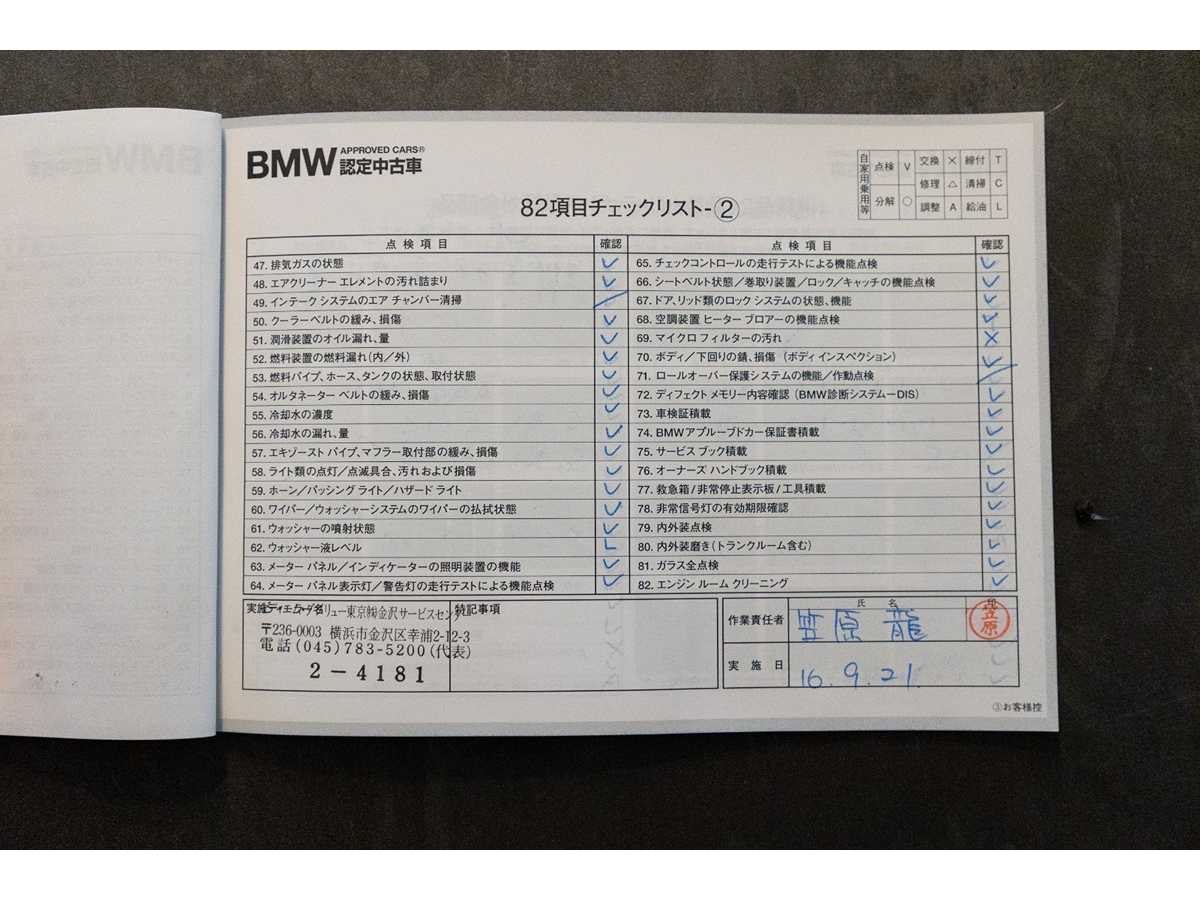 BMW APPROVED CARS®
認定中古車
自家用乗用等 点検 V 交換 × 締付 T
修理 △ 清掃 C
分解 ○ 調整 A 給油 L
82項目チェックリスト-②
点検項目 確認
47. 排気ガスの状態 ✓
48. エアクリーナー エレメントの汚れ詰まり ✓
49. インテーク システムのエア チャンバー清掃 ／
50. クーラーベルトの緩み、損傷 ✓
51. 潤滑装置のオイル漏れ、量 ✓
52. 燃料装置の燃料漏れ(内／外) ✓
53. 燃料パイプ、ホース、タンクの状態、取付状態 ✓
54. オルタネーター ベルトの緩み、損傷 ✓
55. 冷却水の濃度 ✓
56. 冷却水の漏れ、量 ✓
57. エキゾースト パイプ、マフラー取付部の緩み、損傷 ✓
58. ライト類の点灯／点滅具合、汚れおよび損傷 ✓
59. ホーン／パッシング ライト／ハザード ライト ✓
60. ワイパー／ウォッシャーシステムのワイパーの払拭状態 ✓
61. ウォッシャーの噴射状態 ✓
62. ウォッシャー液レベル L
63. メーター パネル／インディケーターの照明装置の機能 ✓
64. メーター パネル表示灯／警告灯の走行テストによる機能点検 ✓
点検項目 確認
65. チェックコントロールの走行テストによる機能点検 ✓
66. シートベルト状態／巻取り装置／ロック／キャッチの機能点検 ✓
67. ドア、リッド類のロック システムの状態、機能 ✓
68. 空調装置 ヒーター ブロアーの機能点検 ✓
69. マイクロ フィルターの汚れ ×
70. ボディ／下回りの錆、損傷 (ボディ インスペクション) ✓
71. ロールオーバー保護システムの機能／作動点検 ／
72. ディフェクト メモリー内容確認 (BMW診断システムーDIS) ✓
73. 車検証積載 ✓
74. BMWアプルーブドカー保証書積載 ✓
75. サービス ブック積載 ✓
76. オーナーズ ハンドブック積載 ✓
77. 救急箱/非常停止表示板/工具積載 ✓
78. 非常信号灯の有効期限確認 ✓
79. 内外装点検 ✓
80. 内外装磨き(トランクルーム含む) ✓
81. ガラス全点検 ✓
82. エンジン ルーム クリーニング ✓
実施ディーラー名
リュー東京㈱金沢サービスセンター
〒236-0003 横浜市金沢区幸浦2-12-3
電話(045)783-5200(代表)
2-4181
特記事項
氏名 印
作業責任者 笠原 龍 笠原
実施日 16.9.21.
③お客様控